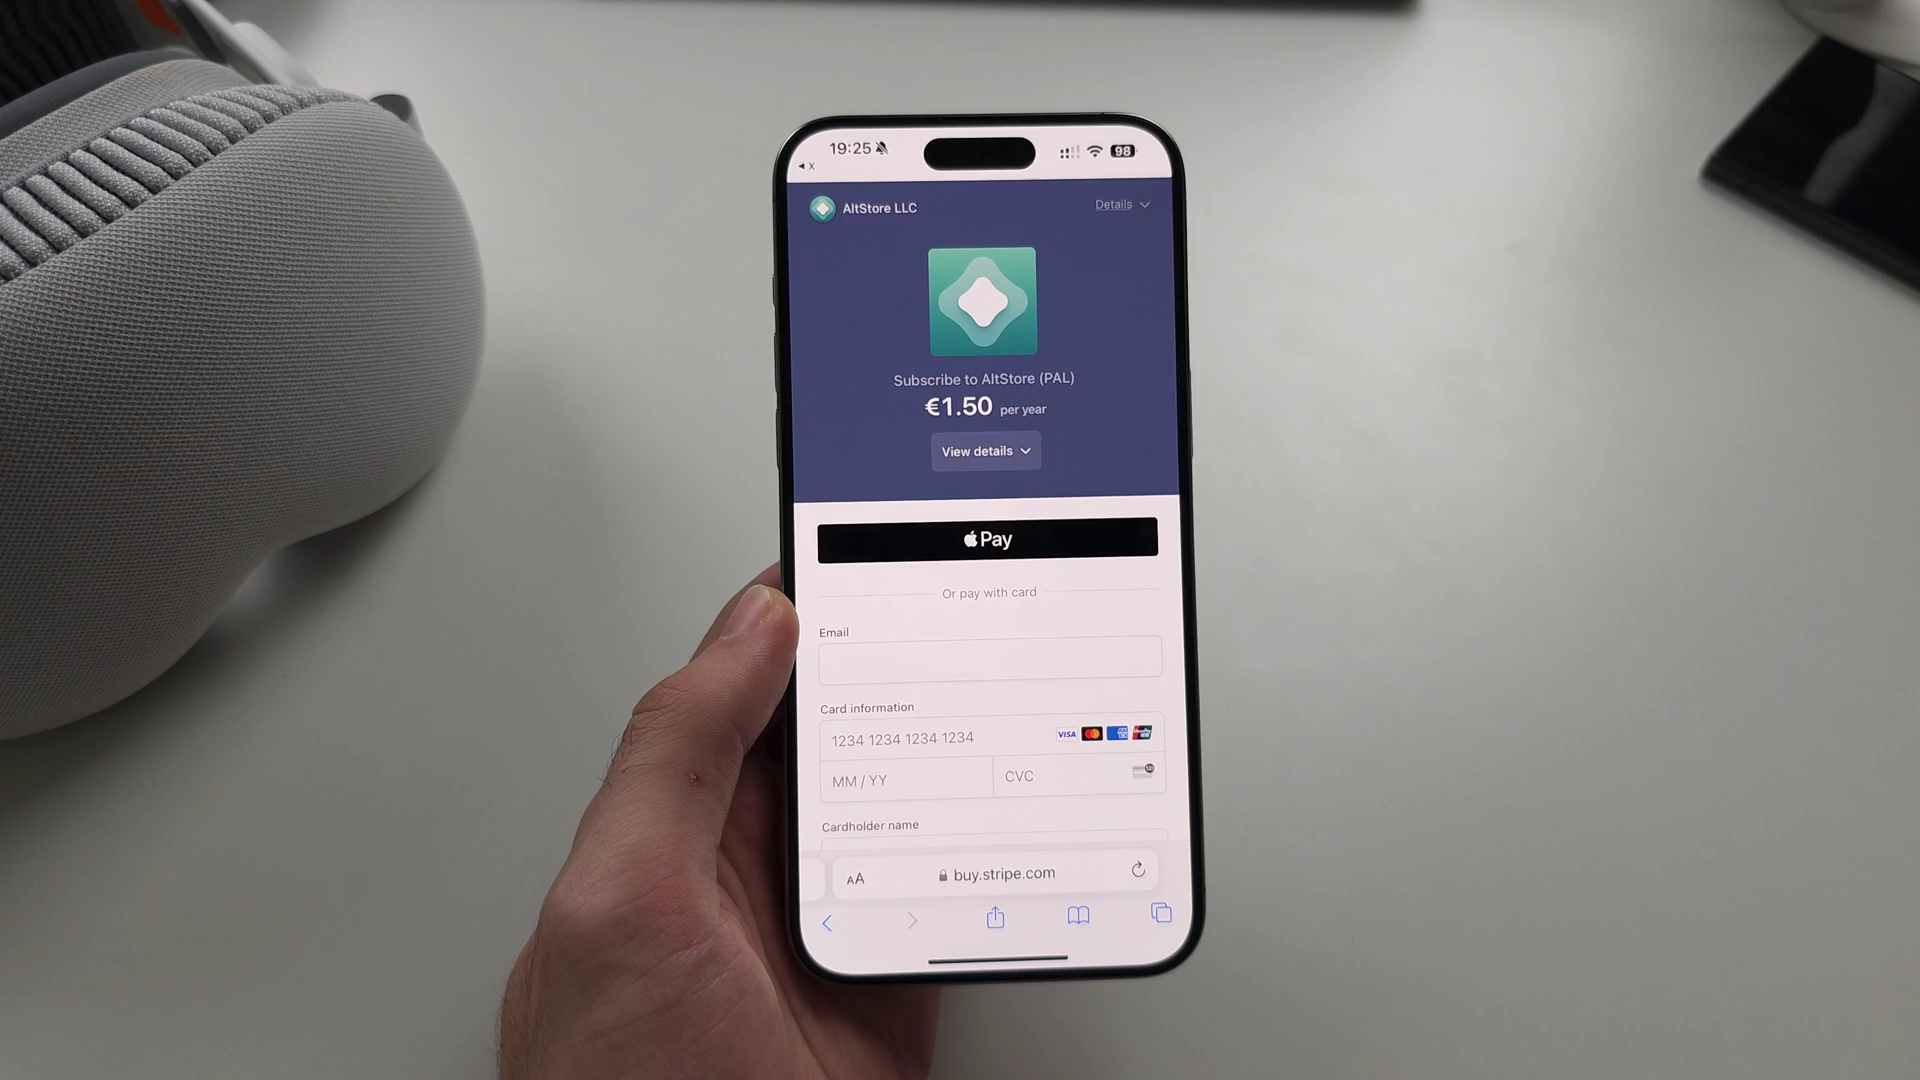 19:25
98
◄ X
AltStore LLC
Details
Subscribe to AltStore (PAL)
€1.50 per year
View details
Pay
Or pay with card
Email
Card information
1234 1234 1234 1234
VISA
MM / YY
CVC
Cardholder name
AA
buy.stripe.com